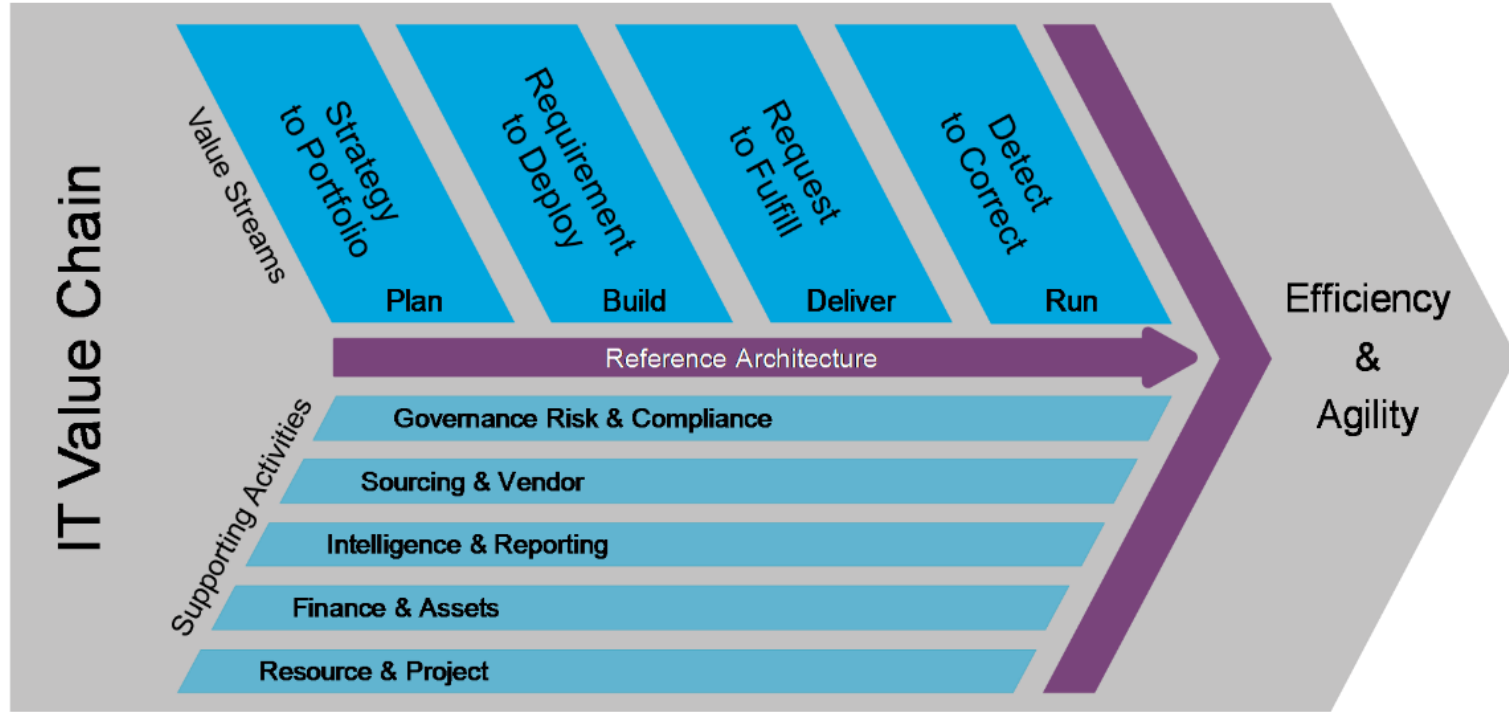 IT Value Chain
Value Streams
Strategy
to Portfolio
Plan
Requirement
to Deploy
Build
Request
to Fulfill
Deliver
Detect
to Correct
Run
Reference Architecture
Supporting Activities
Governance Risk & Compliance
Sourcing & Vendor
Intelligence & Reporting
Finance & Assets
Resource & Project
Efficiency
&
Agility